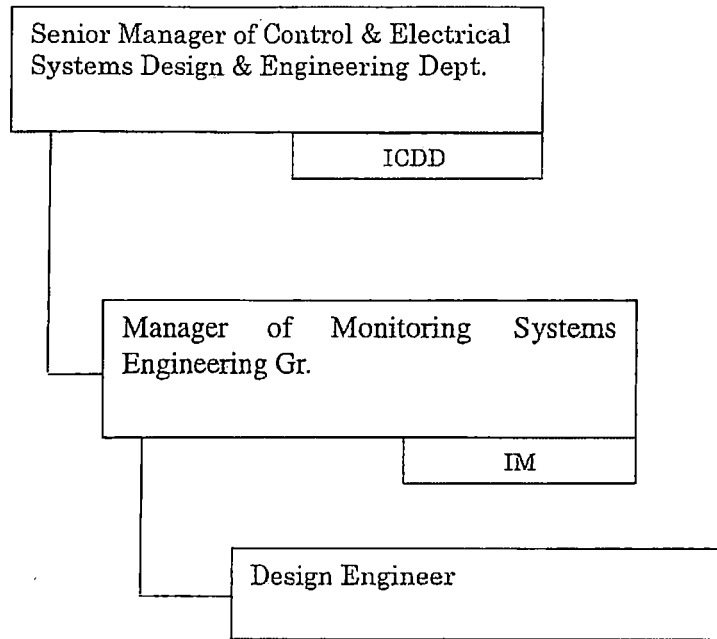 Senior Manager of Control & Electrical
Systems Design & Engineering Dept.
ICDD
Manager of Monitoring Systems
Engineering Gr.
IM
Design Engineer